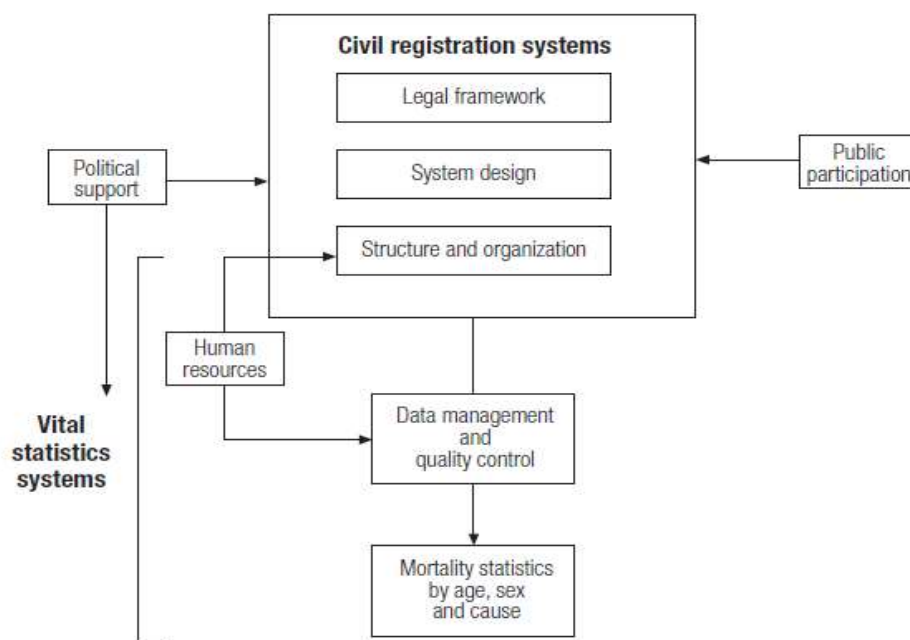 Civil registration systems
Legal framework
Political
support
System design
Public
participation
Structure and organization
Human
resources
Vital
statistics
systems
Data management
and
quality control
Mortality statistics
by age, sex
and cause